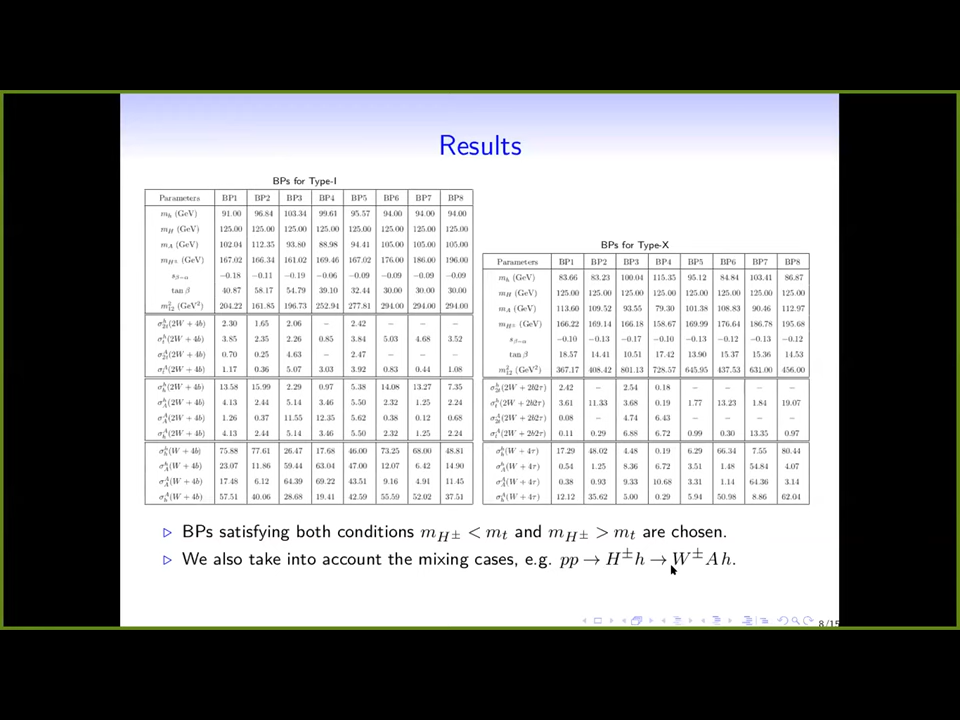 Results
BPs for Type-I
Parameters BP1 BP2 BP3 BP4 BP5 BP6 BP7 BP8
m_h (GeV) 91.00 96.84 103.34 99.61 95.57 94.00 94.00 94.00
m_H (GeV) 125.00 125.00 125.00 125.00 125.00 125.00 125.00 125.00
m_A (GeV) 102.04 112.35 93.80 88.98 94.41 105.00 105.00 105.00
m_H± (GeV) 167.02 166.34 161.02 169.46 167.02 176.00 186.00 196.00
s_β−α −0.18 −0.11 −0.19 −0.06 −0.09 −0.09 −0.09 −0.09
tan β 40.87 58.17 54.79 39.10 32.44 30.00 30.00 30.00
m²_12 (GeV²) 204.22 161.85 196.73 252.94 277.81 294.00 294.00 294.00
σ^h_2t(2W + 4b) 2.30 1.65 2.06 – 2.42 – – –
σ^h_t(2W + 4b) 3.85 2.35 2.26 0.85 3.84 5.03 4.68 3.52
σ^A_2t(2W + 4b) 0.70 0.25 4.63 – 2.47 – – –
σ^A_t(2W + 4b) 1.17 0.36 5.07 3.03 3.92 0.83 0.44 1.08
σ^h_h(2W + 4b) 13.58 15.99 2.29 0.97 5.38 14.08 13.27 7.35
σ^h_A(2W + 4b) 4.13 2.44 5.14 3.46 5.50 2.32 1.25 2.24
σ^A_A(2W + 4b) 1.26 0.37 11.55 12.35 5.62 0.38 0.12 0.68
σ^A_h(2W + 4b) 4.13 2.44 5.14 3.46 5.50 2.32 1.25 2.24
σ^h_h(W + 4b) 75.88 77.61 26.47 17.68 46.00 73.25 68.00 48.81
σ^h_A(W + 4b) 23.07 11.86 59.44 63.04 47.00 12.07 6.42 14.90
σ^A_A(W + 4b) 17.48 6.12 64.39 69.22 43.51 9.16 4.91 11.45
σ^A_h(W + 4b) 57.51 40.06 28.68 19.41 42.59 55.59 52.02 37.51
BPs for Type-X
Parameters BP1 BP2 BP3 BP4 BP5 BP6 BP7 BP8
m_h (GeV) 83.66 83.23 100.04 115.35 95.12 84.84 103.41 86.87
m_H (GeV) 125.00 125.00 125.00 125.00 125.00 125.00 125.00 125.00
m_A (GeV) 113.60 109.52 93.55 79.30 101.38 108.83 90.46 112.97
m_H± (GeV) 166.22 169.14 166.18 158.67 169.99 176.64 186.78 195.68
s_β−α −0.10 −0.13 −0.17 −0.10 −0.13 −0.12 −0.13 −0.12
tan β 18.57 14.41 10.51 17.42 13.90 15.37 15.36 14.53
m²_12 (GeV²) 367.17 408.42 801.13 728.57 645.95 437.53 631.00 456.00
σ^h_2t(2W + 2b2τ) 2.42 – 2.54 0.18 – – – –
σ^h_t(2W + 2b2τ) 3.61 11.33 3.68 0.19 1.77 13.23 1.84 19.07
σ^A_2t(2W + 2b2τ) 0.08 – 4.74 6.43 – – – –
σ^A_t(2W + 2b2τ) 0.11 0.29 6.88 6.72 0.99 0.30 13.35 0.97
σ^h_h(W + 4τ) 17.29 48.02 4.48 0.19 6.29 66.34 7.55 80.44
σ^h_A(W + 4τ) 0.54 1.25 8.36 6.72 3.51 1.48 54.84 4.07
σ^A_A(W + 4τ) 0.38 0.93 9.33 10.68 3.31 1.14 64.36 3.14
σ^A_h(W + 4τ) 12.12 35.62 5.00 0.29 5.94 50.98 8.86 62.04
▷ BPs satisfying both conditions m_H± < m_t and m_H± > m_t are chosen.
▷ We also take into account the mixing cases, e.g. pp → H±h → W±Ah.
8/15